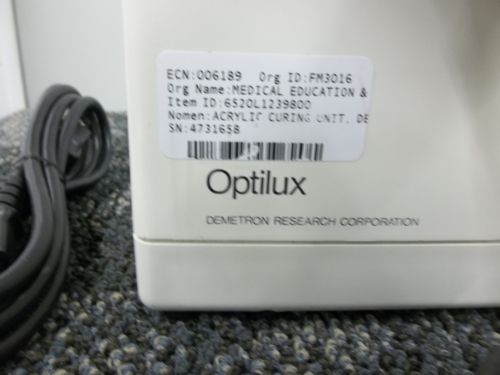 ECN:006189 Org ID:FM3016
Org Name:MEDICAL EDUCATION &
Item ID:6520L1239800
Nomen:ACRYLIC CURING UNIT, DE
SN:4731658
Optilux
DEMETRON RESEARCH CORPORATION